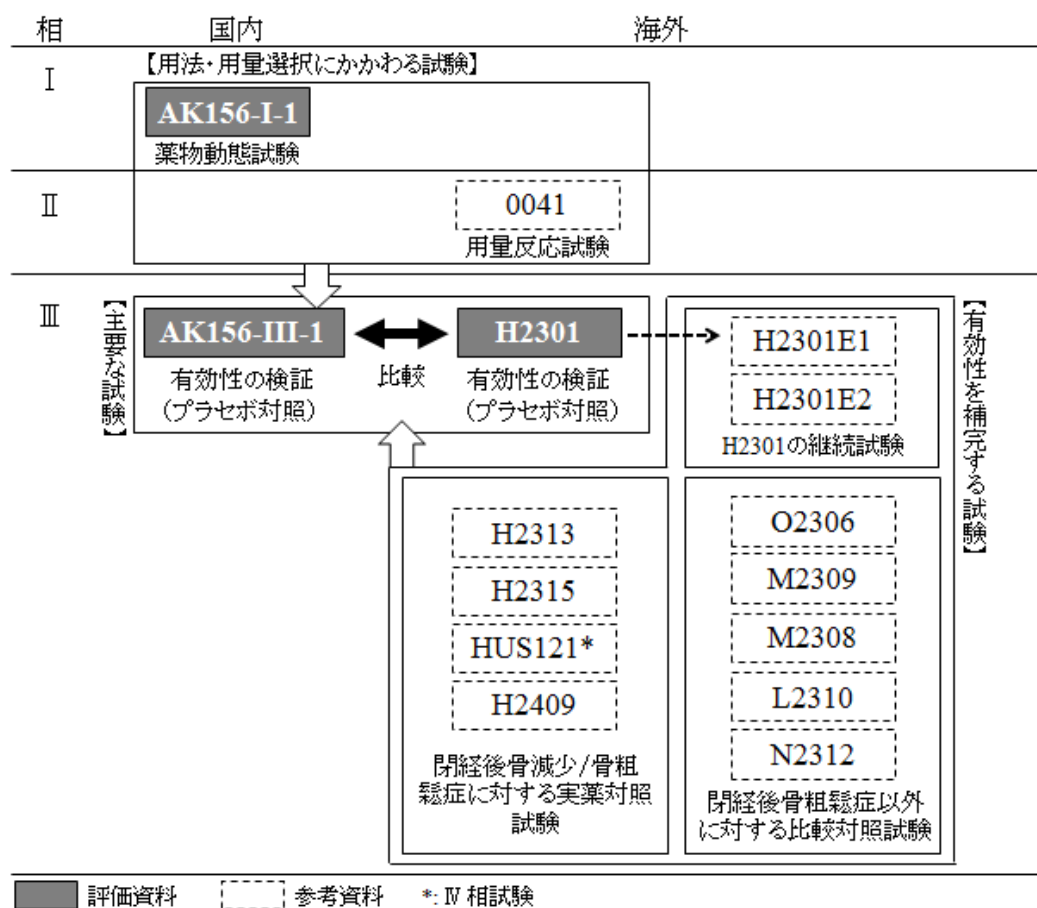 相 国内 海外
【用法・用量選択にかかわる試験】
Ⅰ
AK156-I-1
薬物動態試験
Ⅱ
0041
用量反応試験
Ⅲ
【主要な試験】
AK156-III-1
有効性の検証
(プラセボ対照)
比較
H2301
有効性の検証
(プラセボ対照)
H2301E1
H2301E2
H2301の継続試験
【有効性を補完する試験】
H2313
H2315
HUS121*
H2409
閉経後骨減少/骨粗
鬆症に対する実薬対照
試験
O2306
M2309
M2308
L2310
N2312
閉経後骨粗鬆症以外
に対する比較対照試験
評価資料 参考資料 *: Ⅳ 相試験